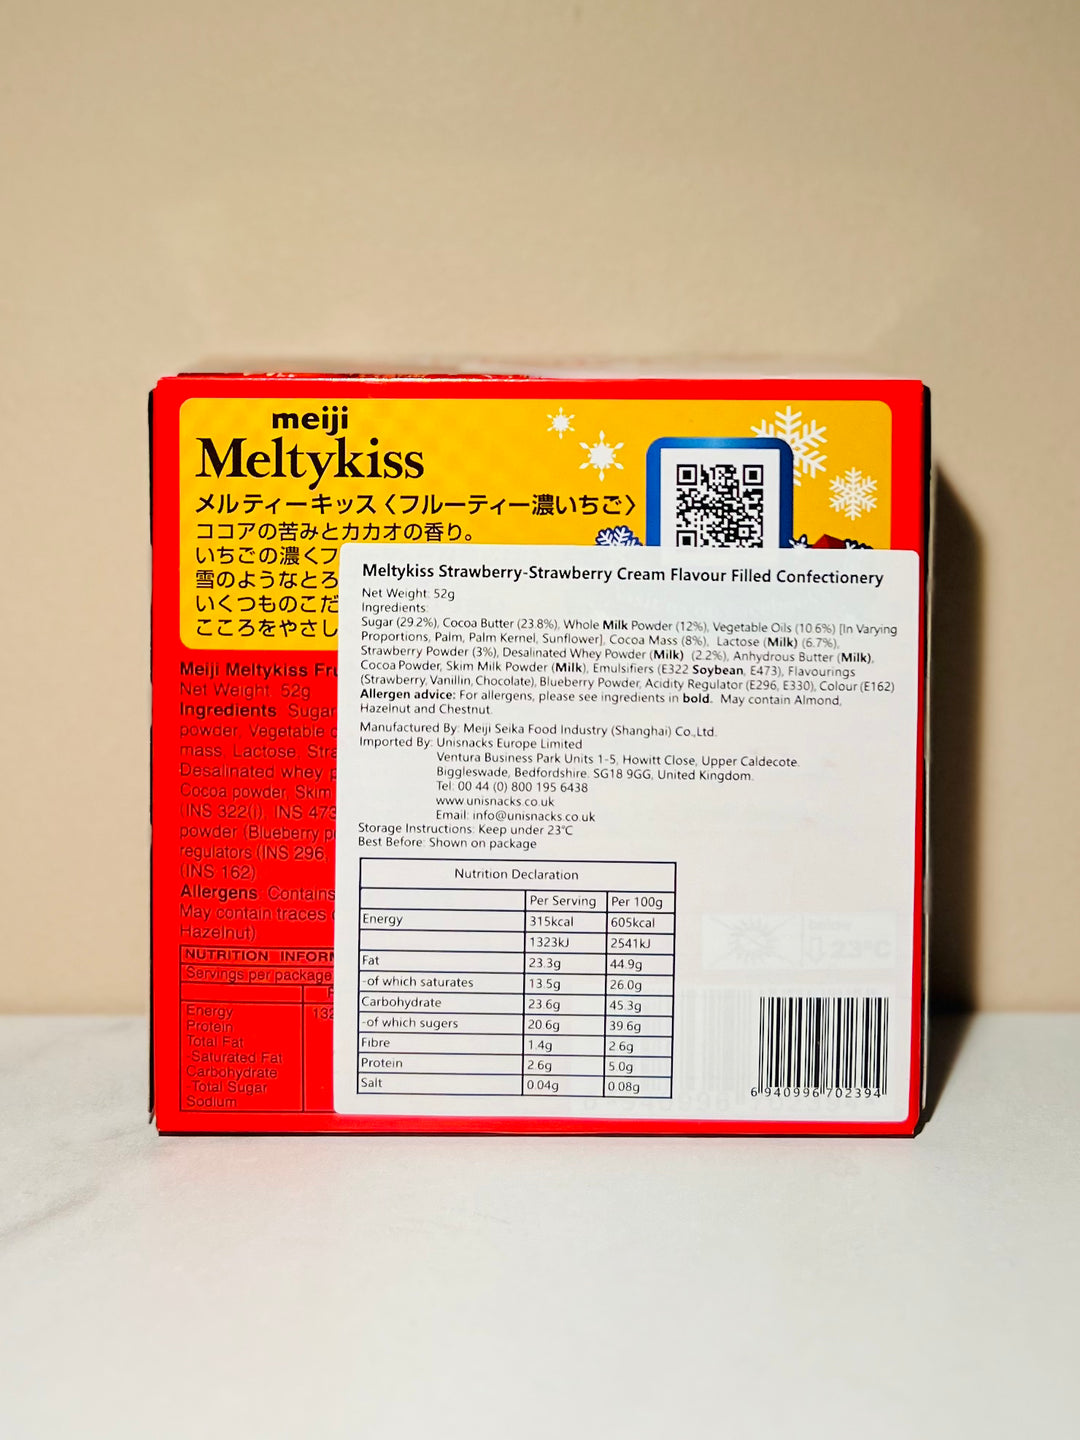 meiji
Meltykiss
メルティーキッス〈フルーティー濃いちご〉
ココアの苦みとカカオの香り。
いちごの濃くフ
雪のようなとろ
いくつものこだ
こころをやさし
Meiji Meltykiss Fru
Net Weight: 52g
Ingredients: Sugar
powder, Vegetable o
mass, Lactose, Stra
Desalinated whey p
Cocoa powder, Skim
(INS 322(i), INS 473
powder (Blueberry p
regulators (INS 296,
(INS 162)
Allergens: Contains
May contain traces
Hazelnut)
NUTRITION INFORM
Servings per package
Energy 132
Protein
Total Fat
-Saturated Fat
Carbohydrate
-Total Sugar
Sodium
Meltykiss Strawberry-Strawberry Cream Flavour Filled Confectionery
Net Weight: 52g
Ingredients:
Sugar (29.2%), Cocoa Butter (23.8%), Whole Milk Powder (12%), Vegetable Oils (10.6%) [In Varying
Proportions, Palm, Palm Kernel, Sunflower], Cocoa Mass (8%), Lactose (Milk) (6.7%),
Strawberry Powder (3%), Desalinated Whey Powder (Milk) (2.2%), Anhydrous Butter (Milk),
Cocoa Powder, Skim Milk Powder (Milk), Emulsifiers (E322 Soybean, E473), Flavourings
(Strawberry, Vanillin, Chocolate), Blueberry Powder, Acidity Regulator (E296, E330), Colour (E162)
Allergen advice: For allergens, please see ingredients in bold. May contain Almond,
Hazelnut and Chestnut.
Manufactured By: Meiji Seika Food Industry (Shanghai) Co.,Ltd.
Imported By: Unisnacks Europe Limited
Ventura Business Park Units 1-5, Howitt Close, Upper Caldecote.
Biggleswade, Bedfordshire. SG18 9GG, United Kingdom.
Tel: 00 44 (0) 800 195 6438
www.unisnacks.co.uk
Email: info@unisnacks.co.uk
Storage Instructions: Keep under 23℃
Best Before: Shown on package
Nutrition Declaration
Per Serving Per 100g
Energy 315kcal 605kcal
1323kJ 2541kJ
Fat 23.3g 44.9g
-of which saturates 13.5g 26.0g
Carbohydrate 23.6g 45.3g
-of which sugers 20.6g 39.6g
Fibre 1.4g 2.6g
Protein 2.6g 5.0g
Salt 0.04g 0.08g
23℃
6 940996 702394